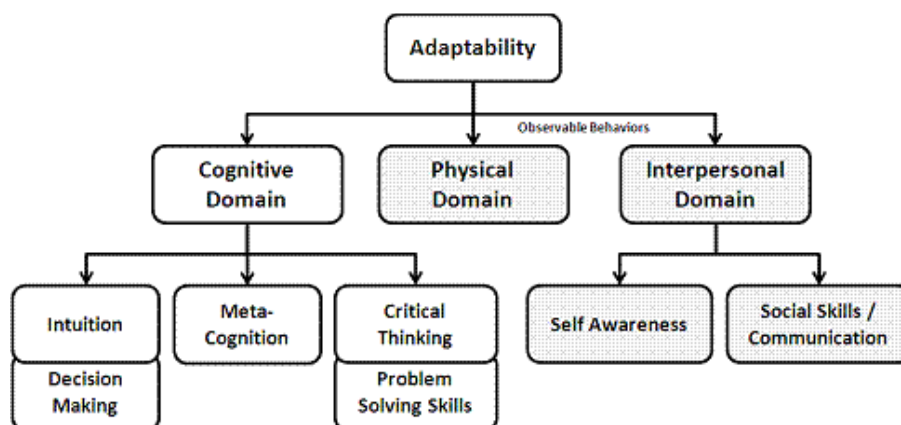 Adaptability
Observable Behaviors
Cognitive
Domain
Physical
Domain
Interpersonal
Domain
Intuition
Decision
Making
Meta-
Cognition
Critical
Thinking
Problem
Solving Skills
Self Awareness
Social Skills /
Communication